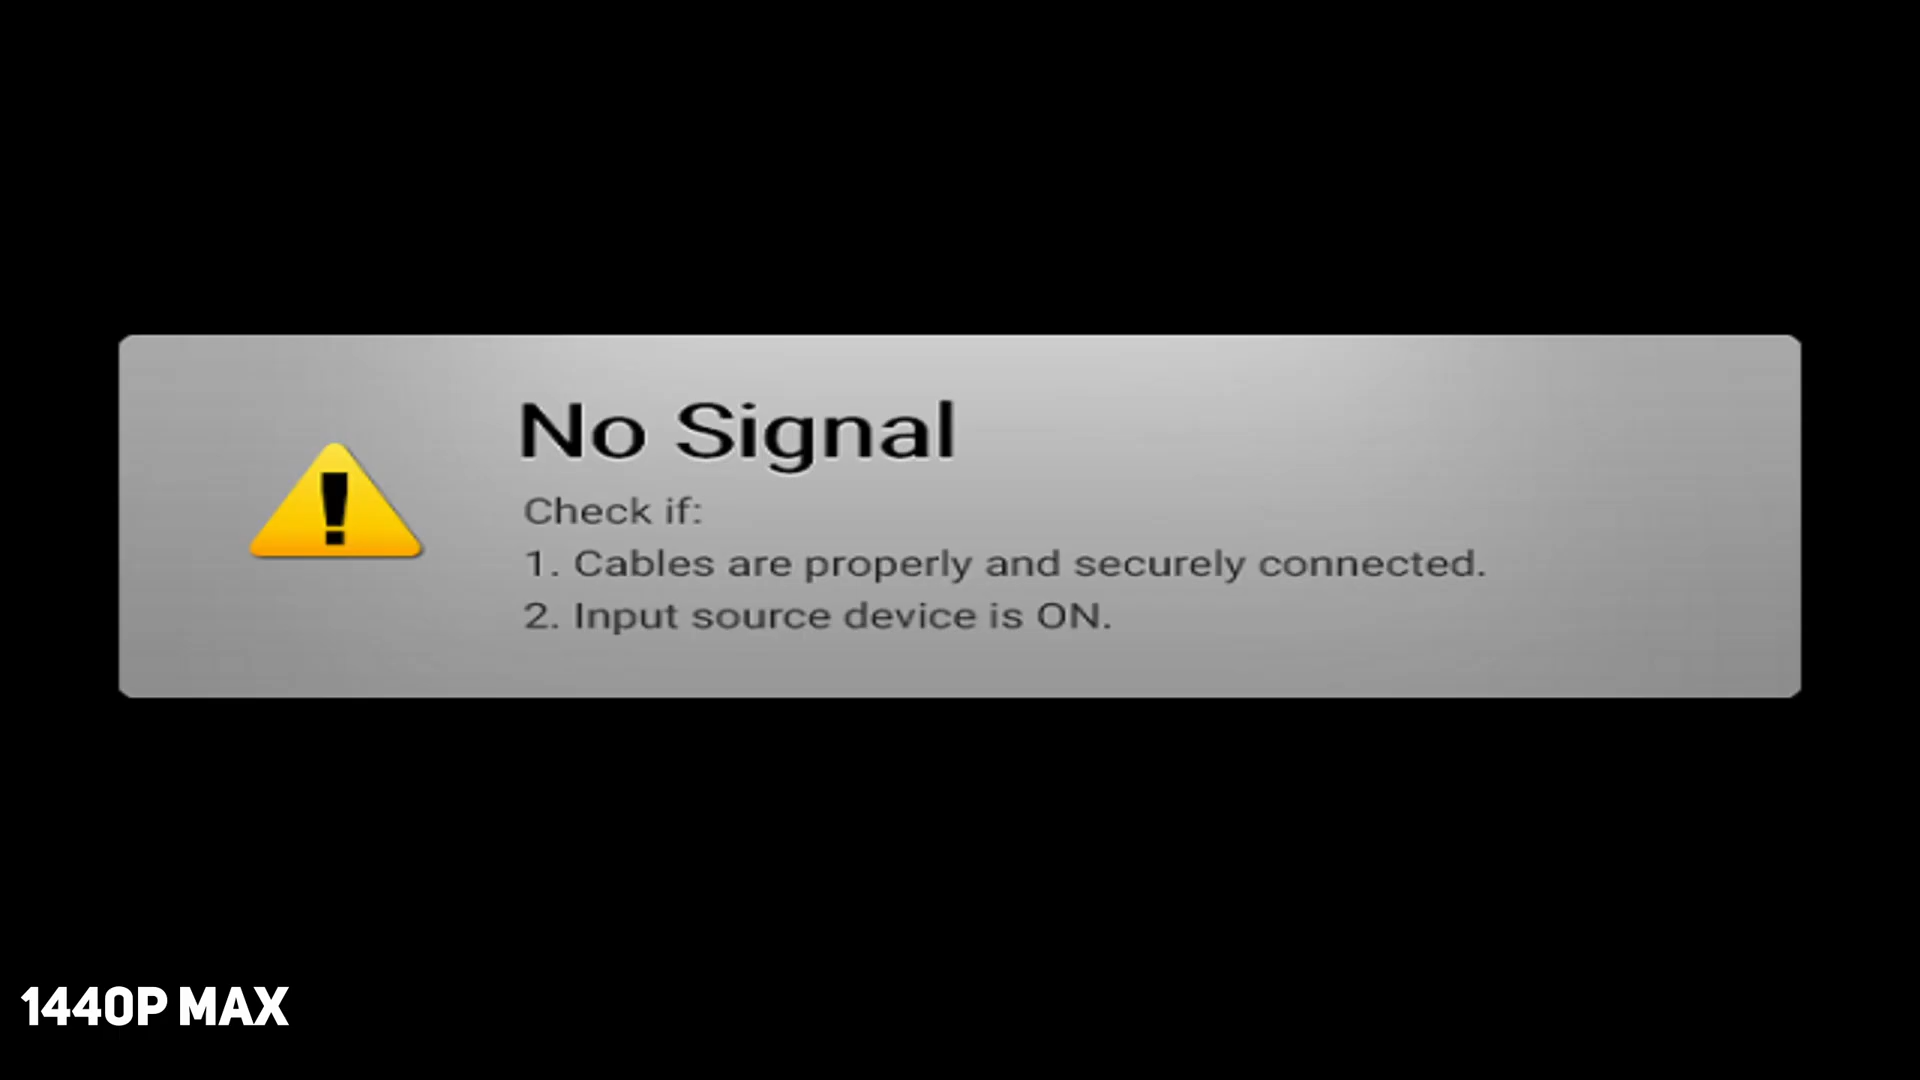 No Signal
Check if:
1. Cables are properly and securely connected.
2. Input source device is ON.
1440P MAX